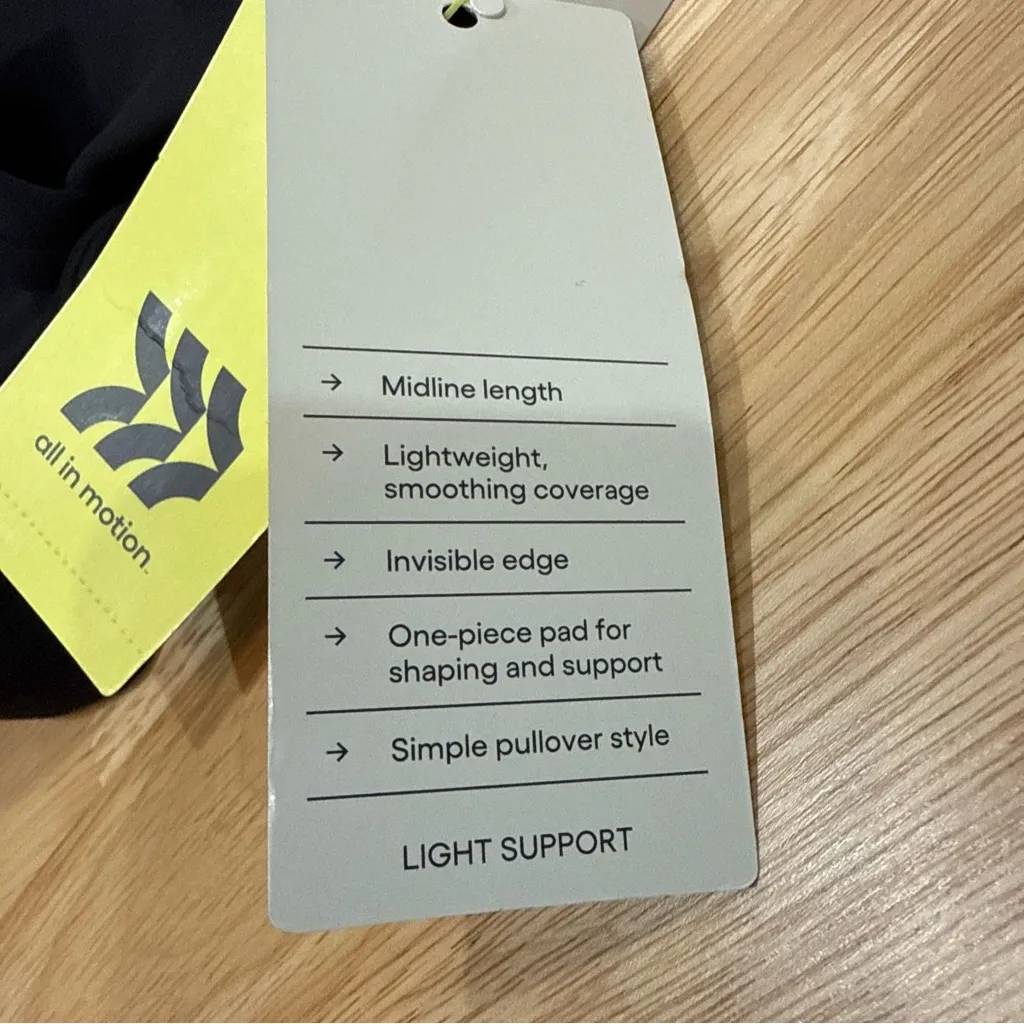 all in motion
→ Midline length
→ Lightweight,
smoothing coverage
→ Invisible edge
→ One-piece pad for
shaping and support
→ Simple pullover style
LIGHT SUPPORT